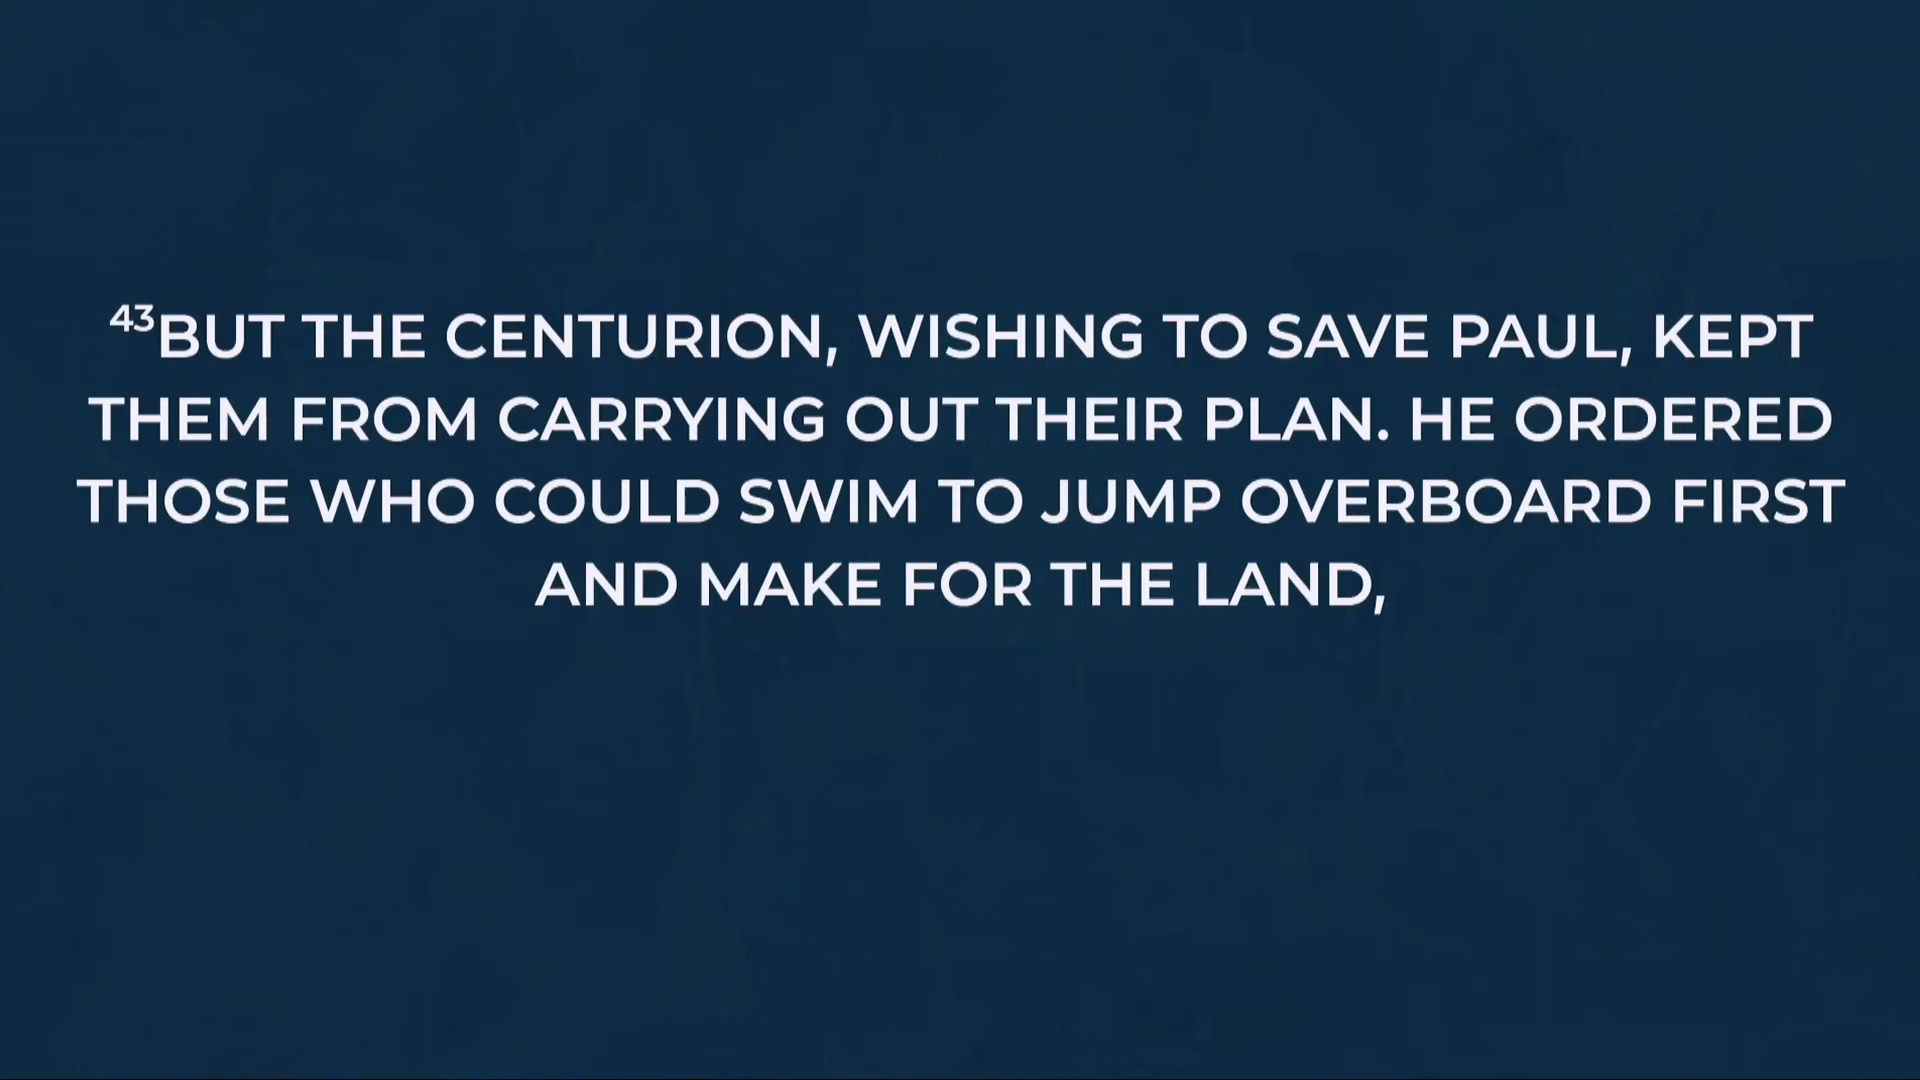 ⁴³BUT THE CENTURION, WISHING TO SAVE PAUL, KEPT
THEM FROM CARRYING OUT THEIR PLAN. HE ORDERED
THOSE WHO COULD SWIM TO JUMP OVERBOARD FIRST
AND MAKE FOR THE LAND,